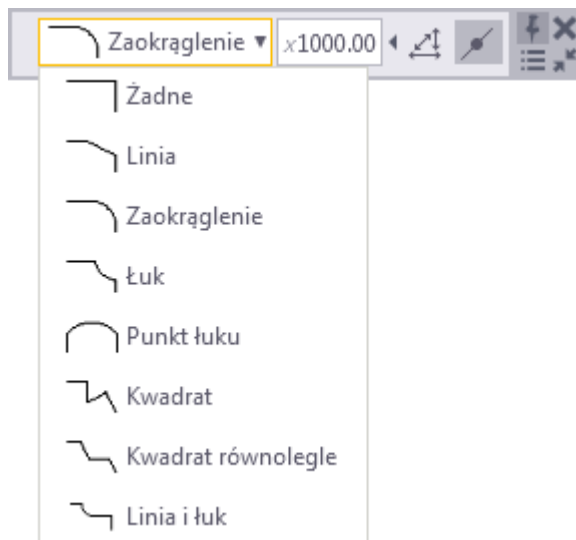 Zaokrąglenie x1000.00
Żadne
Linia
Zaokrąglenie
Łuk
Punkt łuku
Kwadrat
Kwadrat równolegle
Linia i łuk